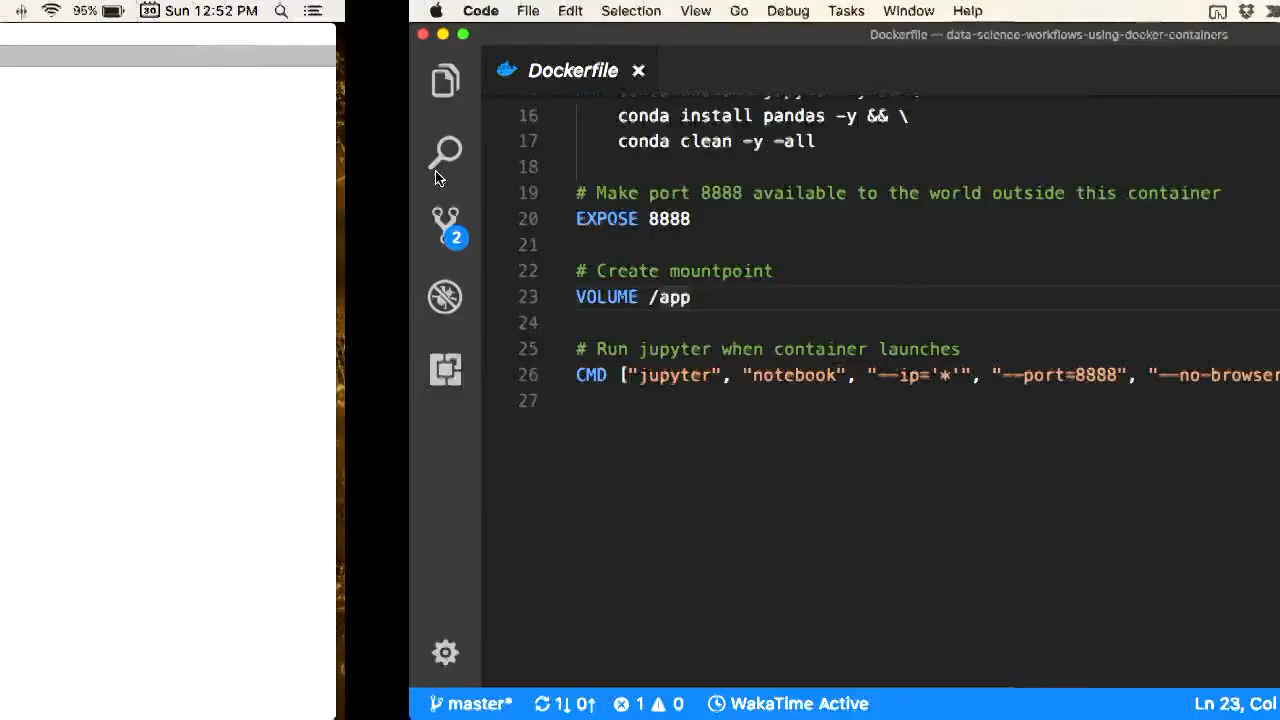 95% 30 Sun 12:52 PM
Code File Edit Selection View Go Debug Tasks Window Help
Dockerfile — data-science-workflows-using-docker-containers
Dockerfile ×
16 conda install pandas -y && \
17 conda clean -y -all
18
19 # Make port 8888 available to the world outside this container
20 EXPOSE 8888
21
22 # Create mountpoint
23 VOLUME /app
24
25 # Run jupyter when container launches
26 CMD ["jupyter", "notebook", "--ip='*'", "--port=8888", "--no-browser
27
2
master* 1↓ 0↑ 1 0 WakaTime Active Ln 23, Col